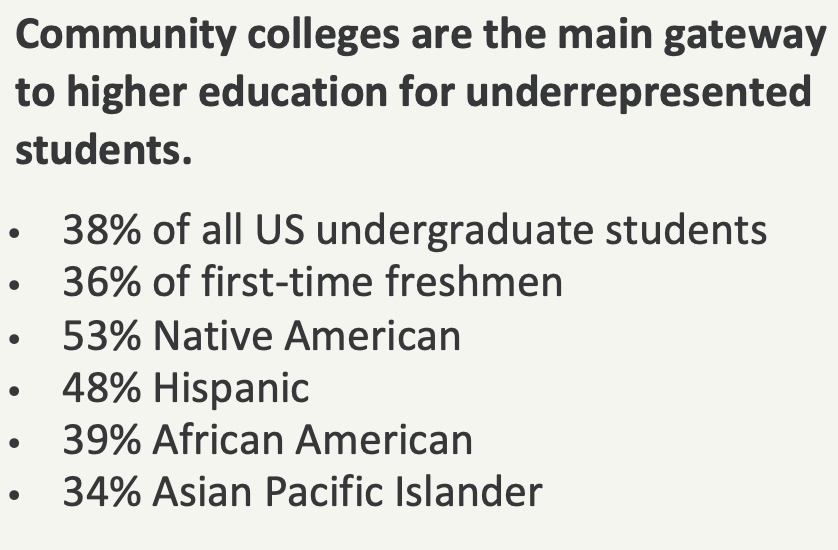 Community colleges are the main gateway
to higher education for underrepresented
students.
• 38% of all US undergraduate students
• 36% of first-time freshmen
• 53% Native American
• 48% Hispanic
• 39% African American
• 34% Asian Pacific Islander